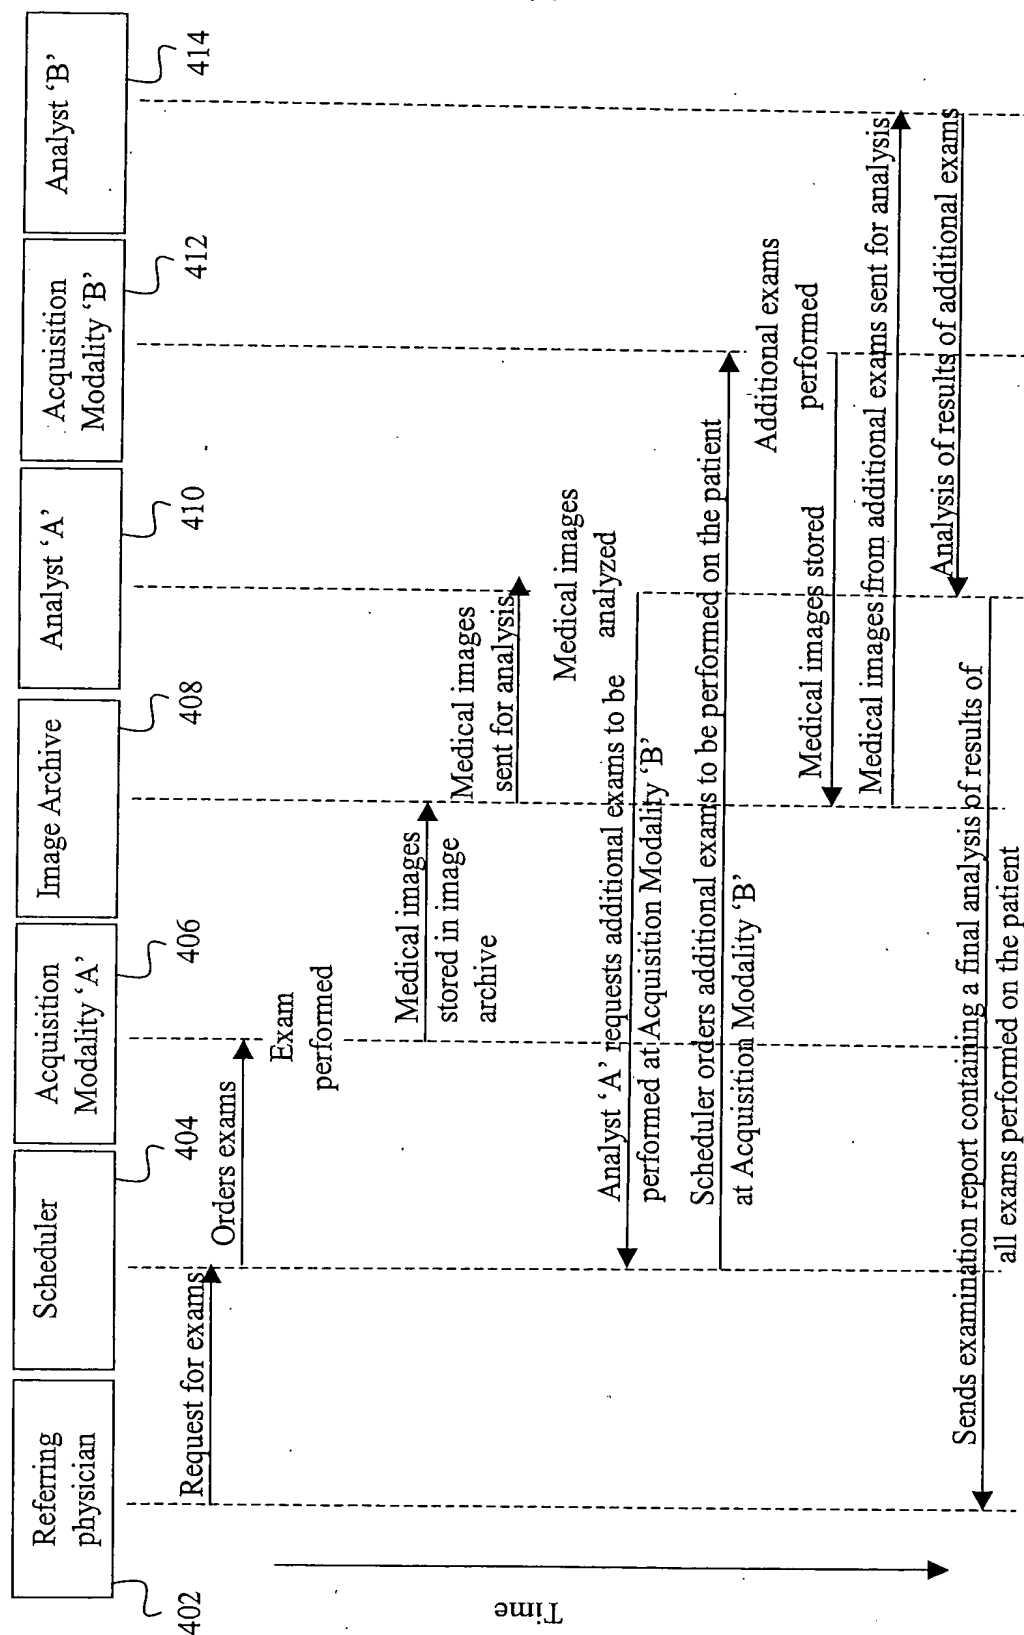 Referring
physician
402
Scheduler
404
Acquisition
Modality ‘A’
406
Image Archive
408
Analyst ‘A’
410
Acquisition
Modality ‘B’
412
Analyst ‘B’
414
Time
Request for exams
Orders exams
Exam
performed
Medical images
stored in image
archive
Medical images
sent for analysis
Medical images
analyzed
Analyst ‘A’ requests additional exams to be
performed at Acquisition Modality ‘B’
Scheduler orders additional exams to be performed on the patient
at Acquisition Modality ‘B’
Additional exams
performed
Medical images stored
Medical images from additional exams sent for analysis
Analysis of results of additional exams
Sends examination report containing a final analysis of results of
all exams performed on the patient